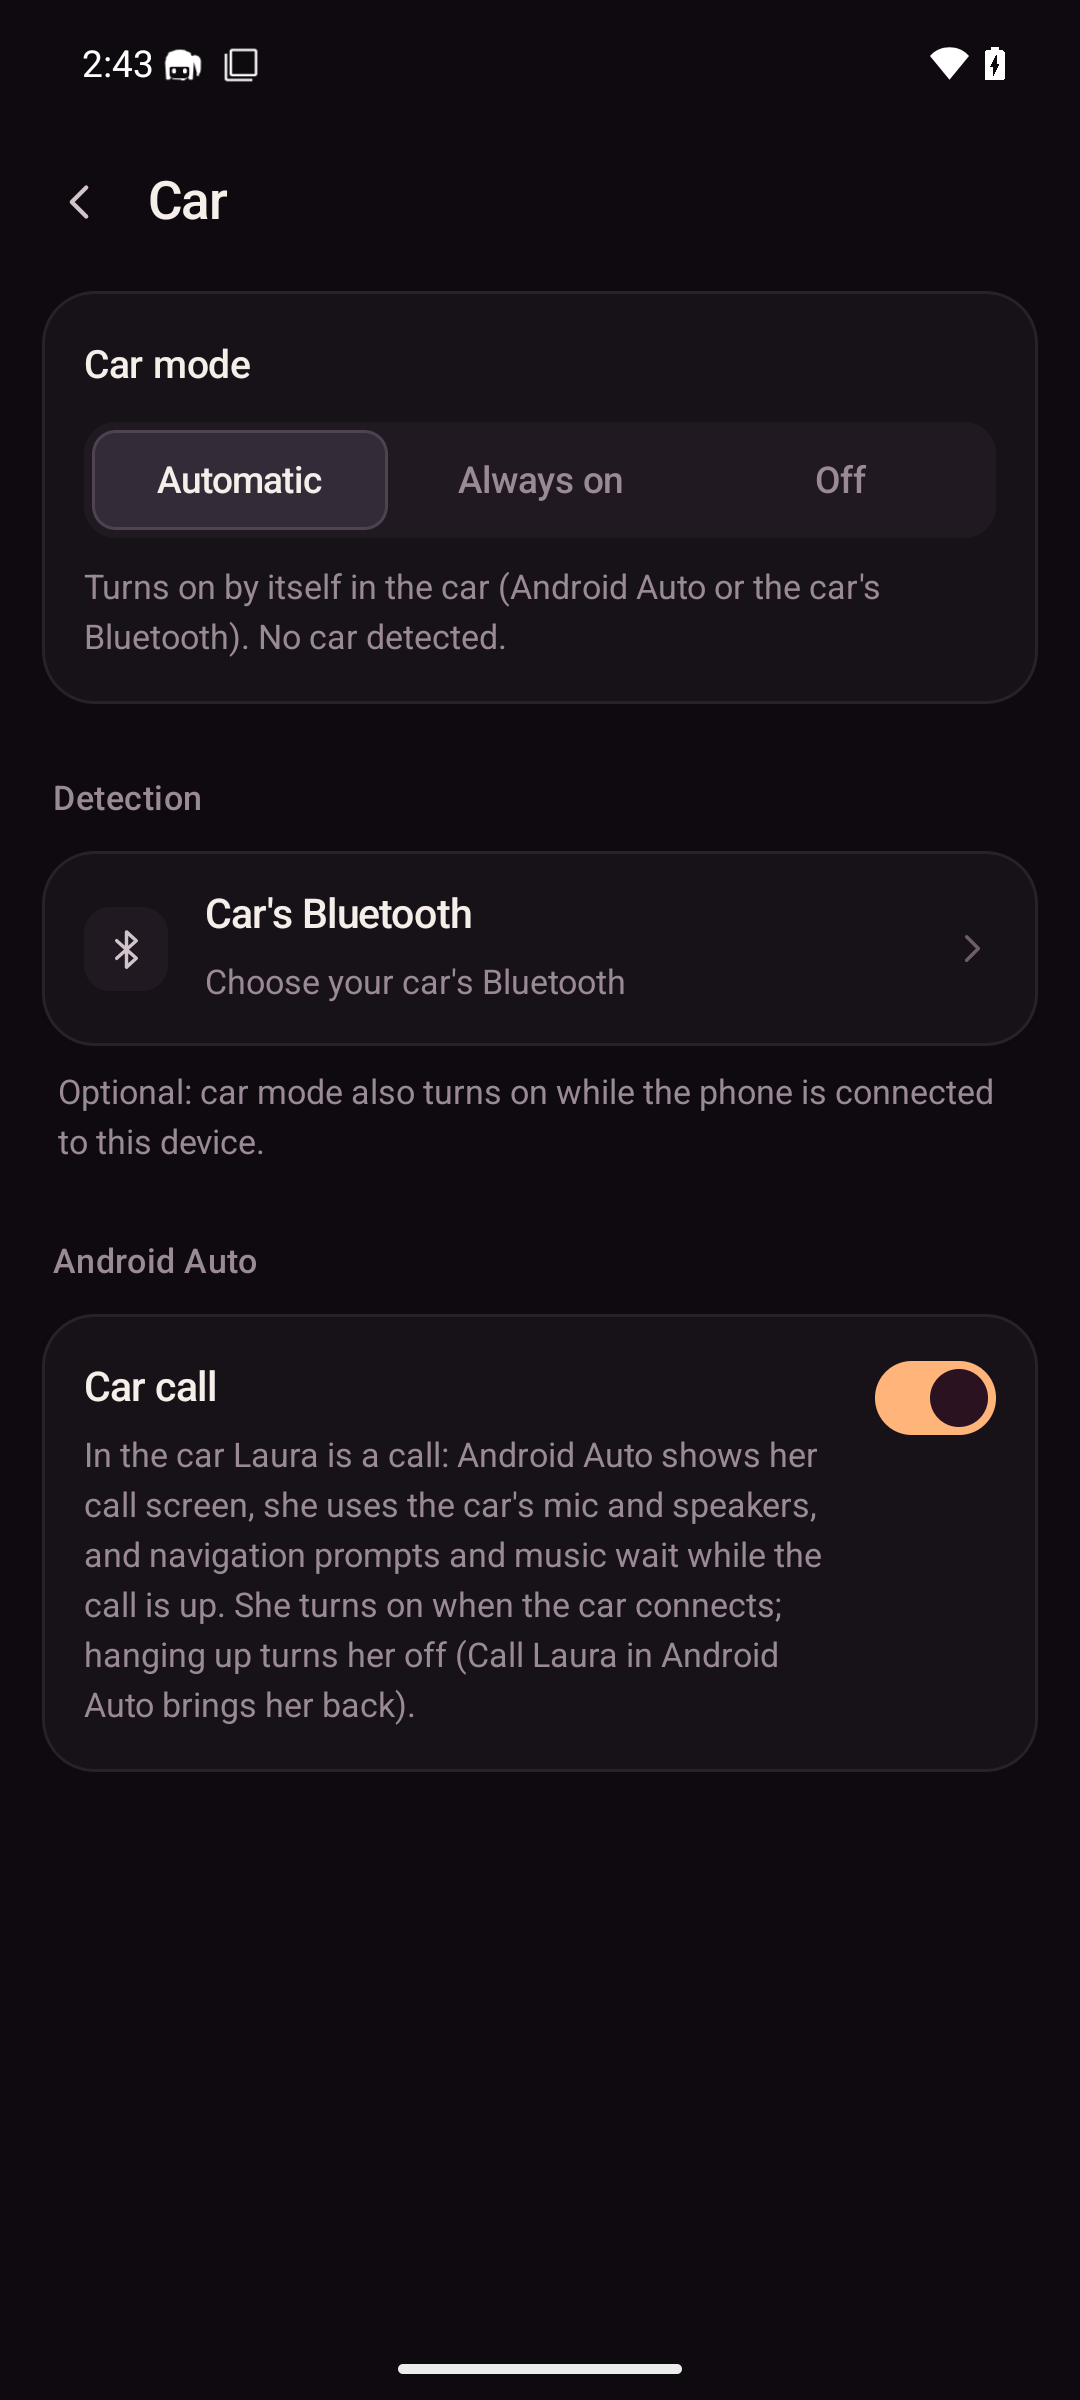 2:43
Car
Car mode
Automatic Always on Off
Turns on by itself in the car (Android Auto or the car's
Bluetooth). No car detected.
Detection
Car's Bluetooth
Choose your car's Bluetooth
Optional: car mode also turns on while the phone is connected
to this device.
Android Auto
Car call
In the car Laura is a call: Android Auto shows her
call screen, she uses the car's mic and speakers,
and navigation prompts and music wait while the
call is up. She turns on when the car connects;
hanging up turns her off (Call Laura in Android
Auto brings her back).